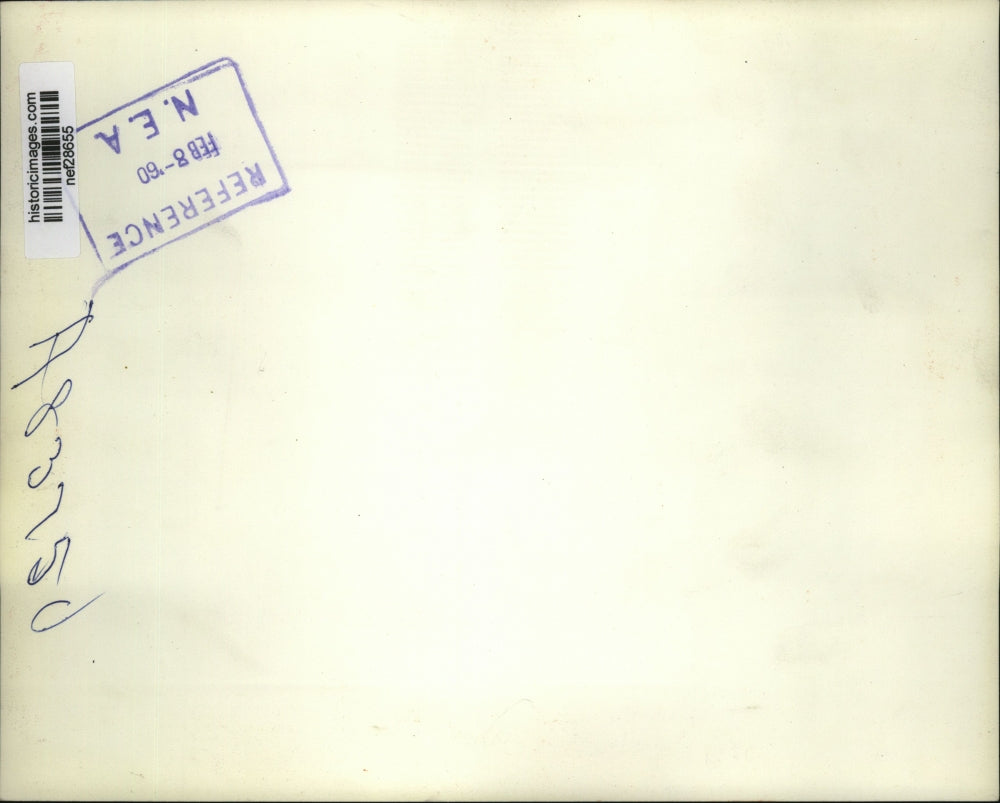 historicimages.com
nef28655
REFERENCE
FEB 8-'60
N.E.A.